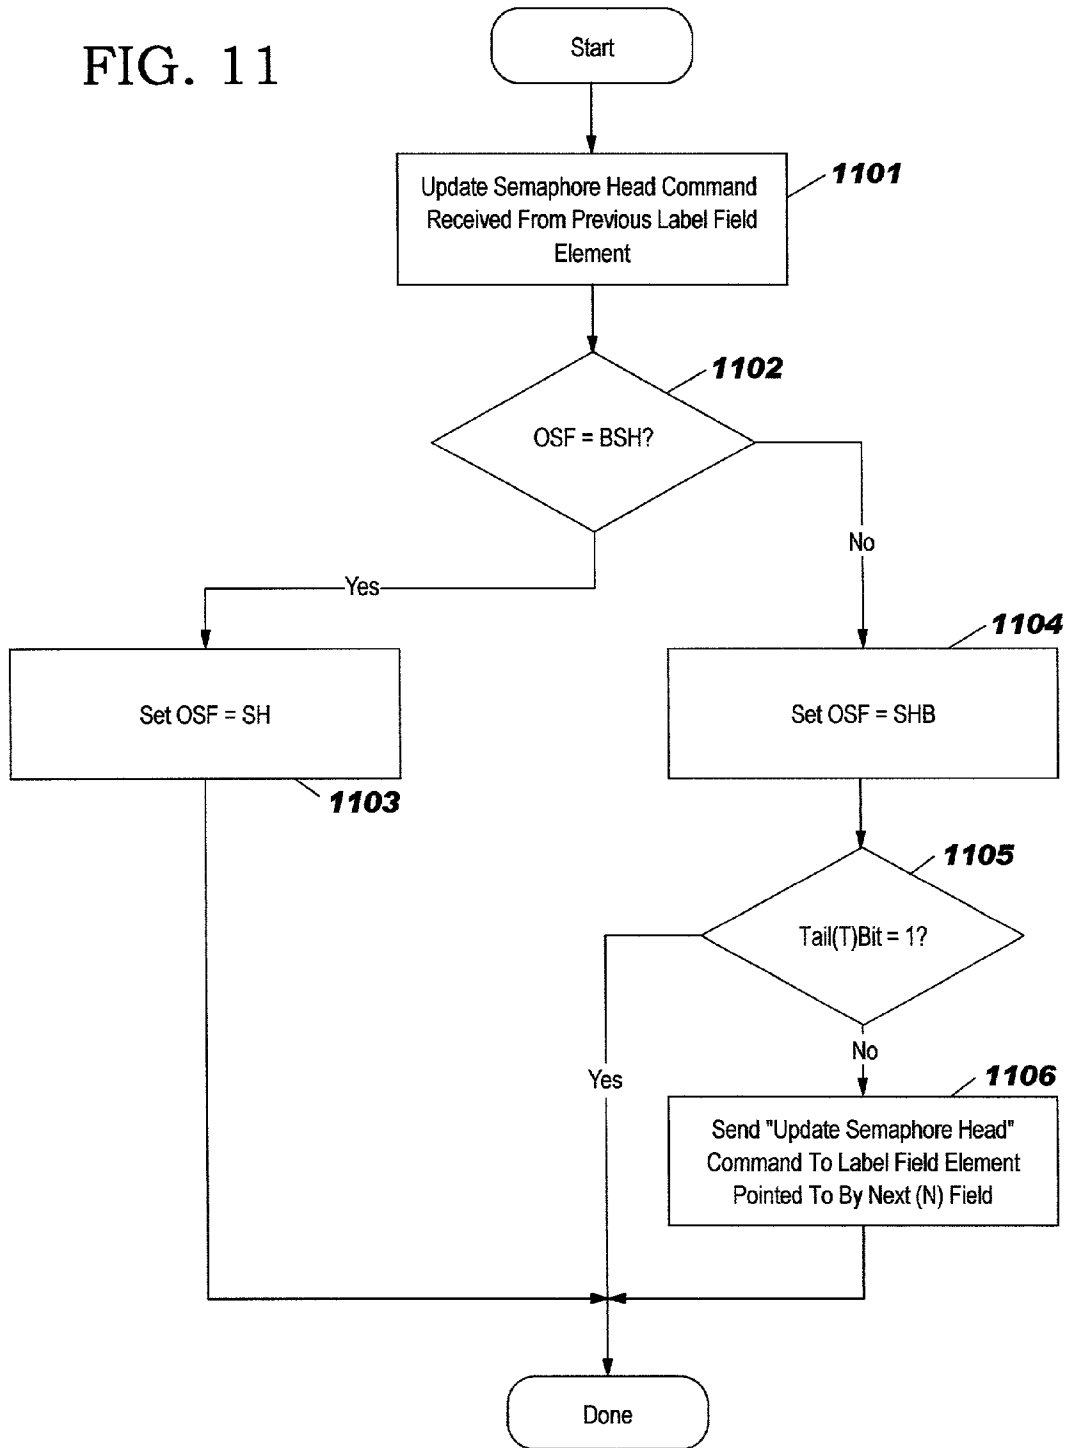 FIG. 11
Start
Update Semaphore Head Command
Received From Previous Label Field
Element
1101
OSF = BSH?
1102
Yes
No
Set OSF = SH
1103
Set OSF = SHB
1104
Tail(T)Bit = 1?
1105
Yes
No
Send "Update Semaphore Head"
Command To Label Field Element
Pointed To By Next (N) Field
1106
Done